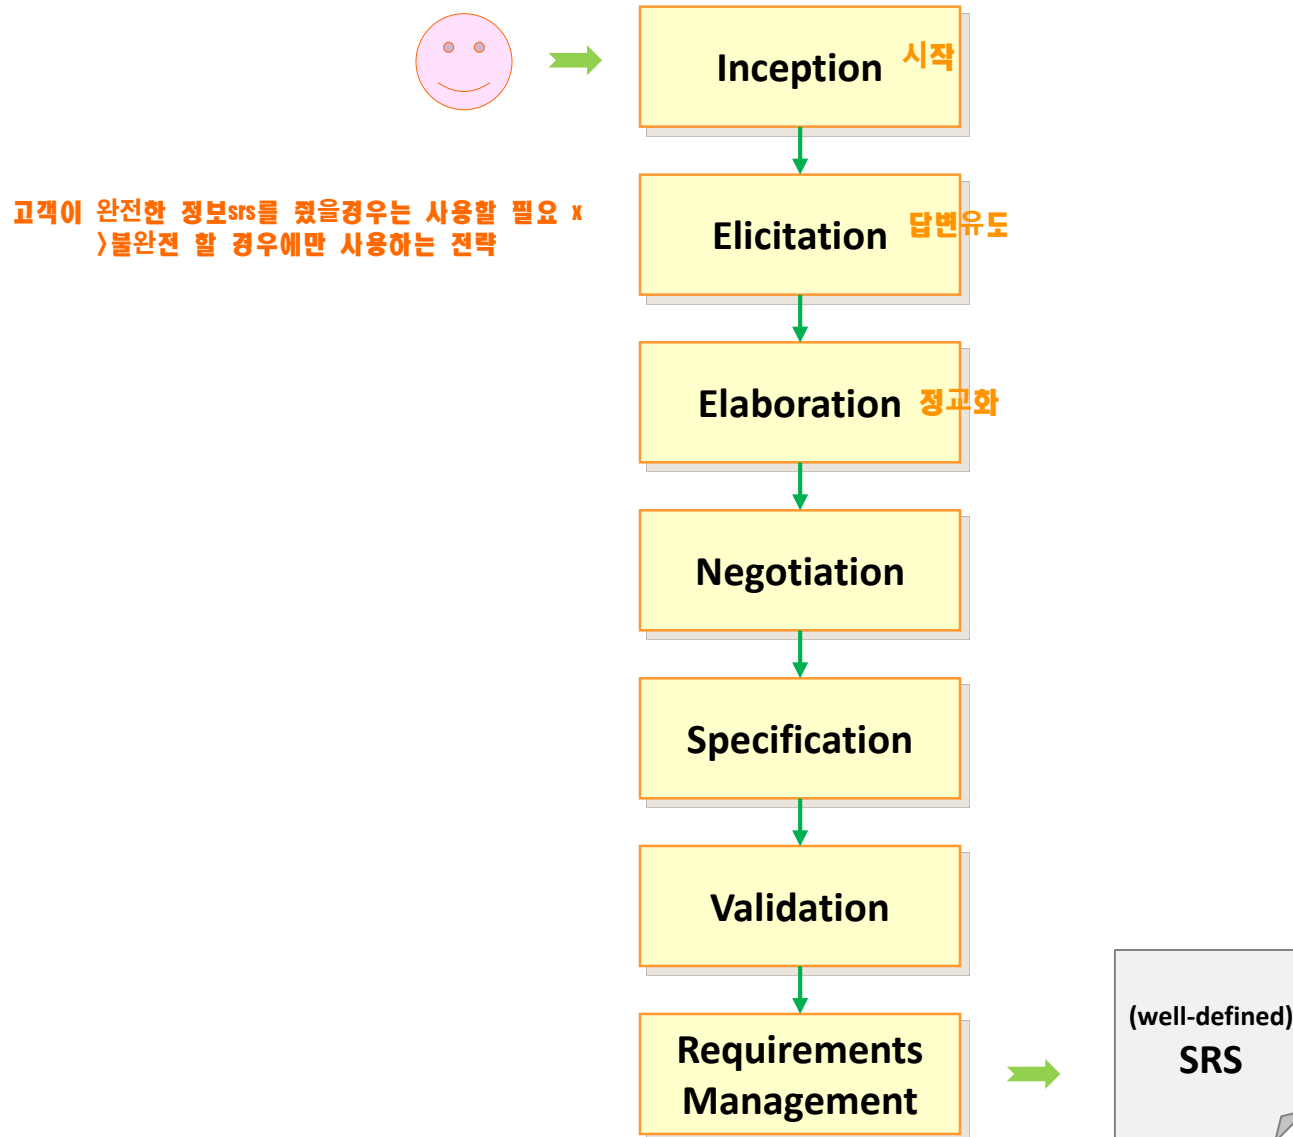 Inception 시작
고객이 완전한 정보srs를 줬을경우는 사용할 필요 x
>불완전 할 경우에만 사용하는 전략
Elicitation 답변유도
Elaboration 정교화
Negotiation
Specification
Validation
Requirements
Management
(well-defined)
SRS